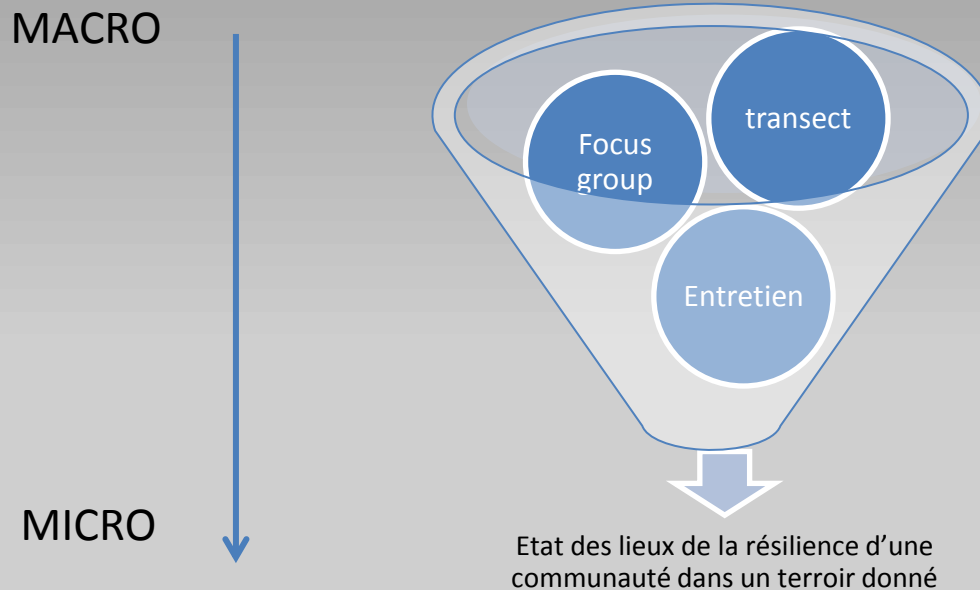 MACRO
transect
Focus
group
Entretien
MICRO
Etat des lieux de la résilience d’une
communauté dans un terroir donné